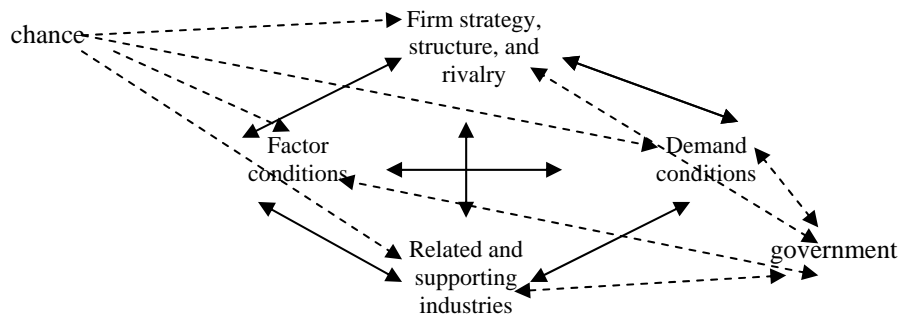 chance
Firm strategy,
structure, and
rivalry
Factor
conditions
Demand
conditions
Related and
supporting
industries
government